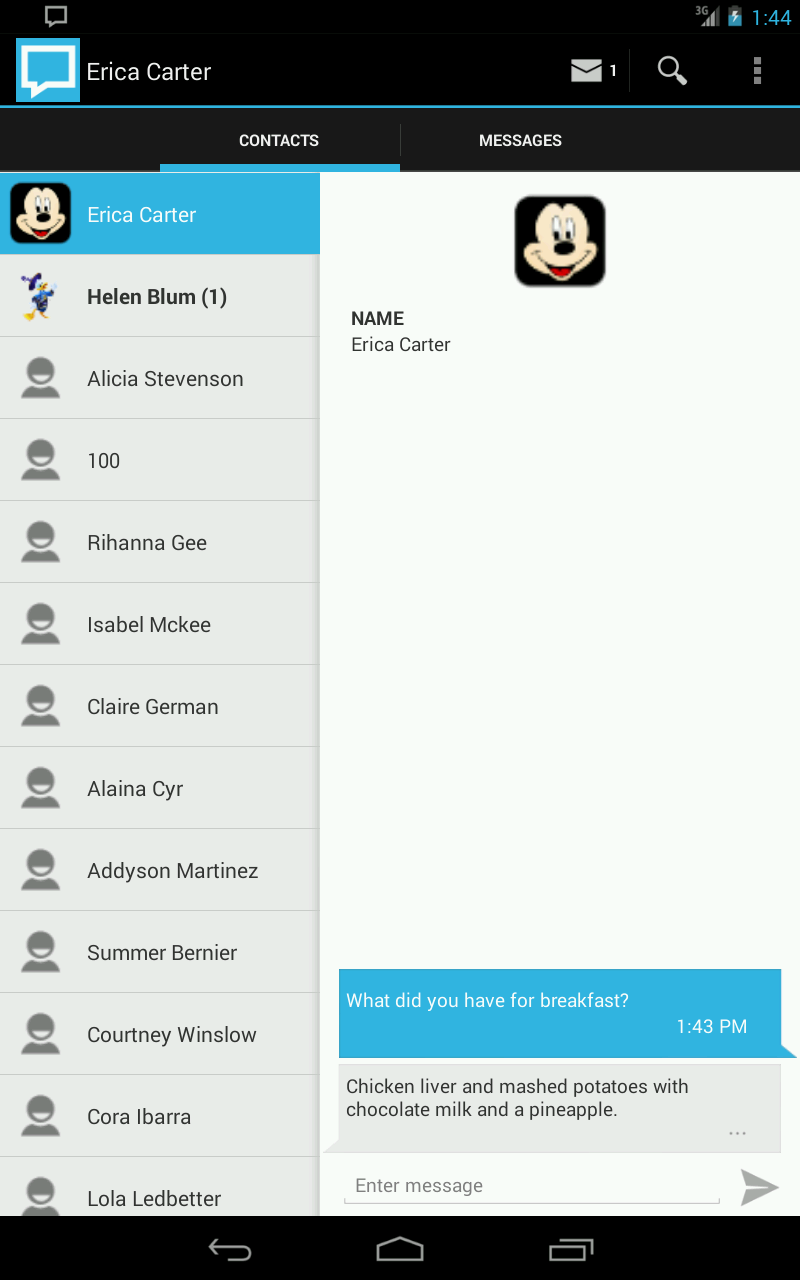 3G 1:44
Erica Carter 1
CONTACTS MESSAGES
Erica Carter
Helen Blum (1)
Alicia Stevenson
100
Rihanna Gee
Isabel Mckee
Claire German
Alaina Cyr
Addyson Martinez
Summer Bernier
Courtney Winslow
Cora Ibarra
Lola Ledbetter
NAME
Erica Carter
What did you have for breakfast?
1:43 PM
Chicken liver and mashed potatoes with
chocolate milk and a pineapple.
...
Enter message